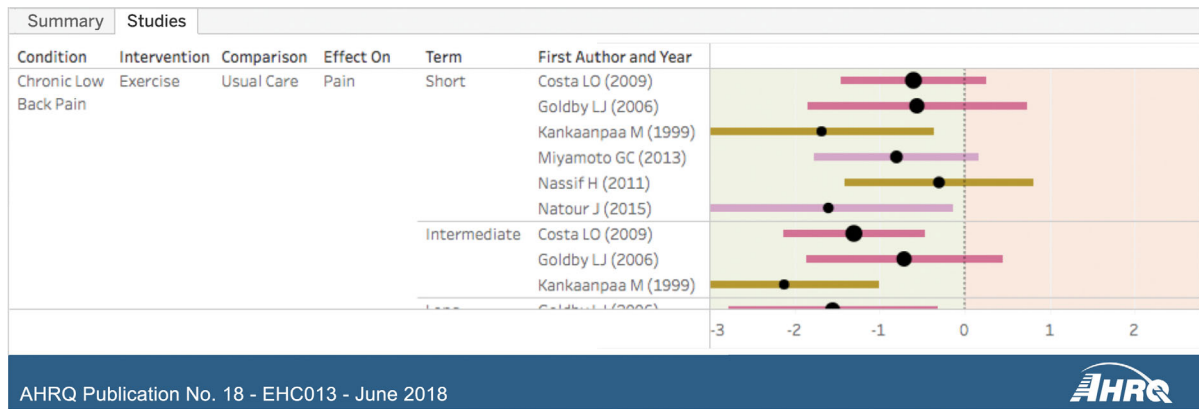 Summary Studies
Condition Intervention Comparison Effect On Term First Author and Year
Chronic Low Back Pain Exercise Usual Care Pain Short Costa LO (2009)
Goldby LJ (2006)
Kankaanpaa M (1999)
Miyamoto GC (2013)
Nassif H (2011)
Natour J (2015)
Intermediate Costa LO (2009)
Goldby LJ (2006)
Kankaanpaa M (1999)
-3 -2 -1 0 1 2
AHRQ Publication No. 18 - EHC013 - June 2018
AHRQ